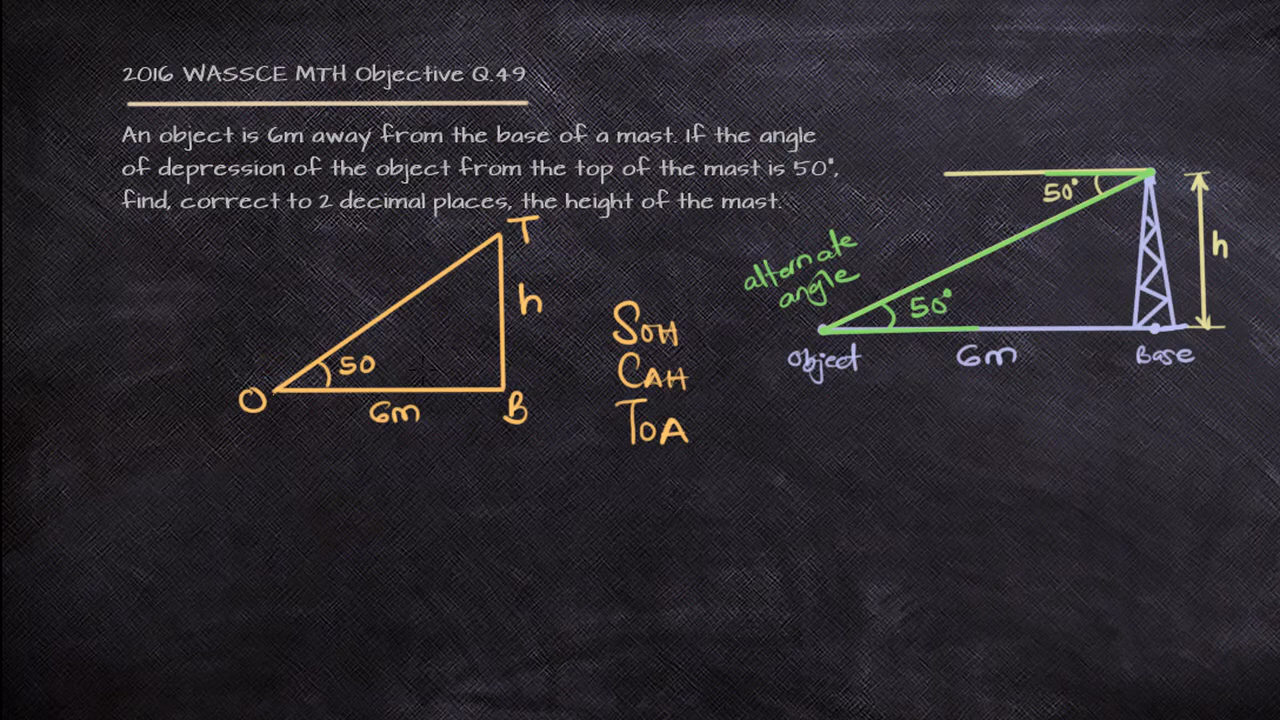 2016 WASSCE MTH Objective Q.49
An object is 6m away from the base of a mast. If the angle
of depression of the object from the top of the mast is 50°,
find, correct to 2 decimal places, the height of the mast.
T
h
50
O
6m
B
SOH
CAH
TOA
50°
h
alternate
angle
50°
Object
6m
Base